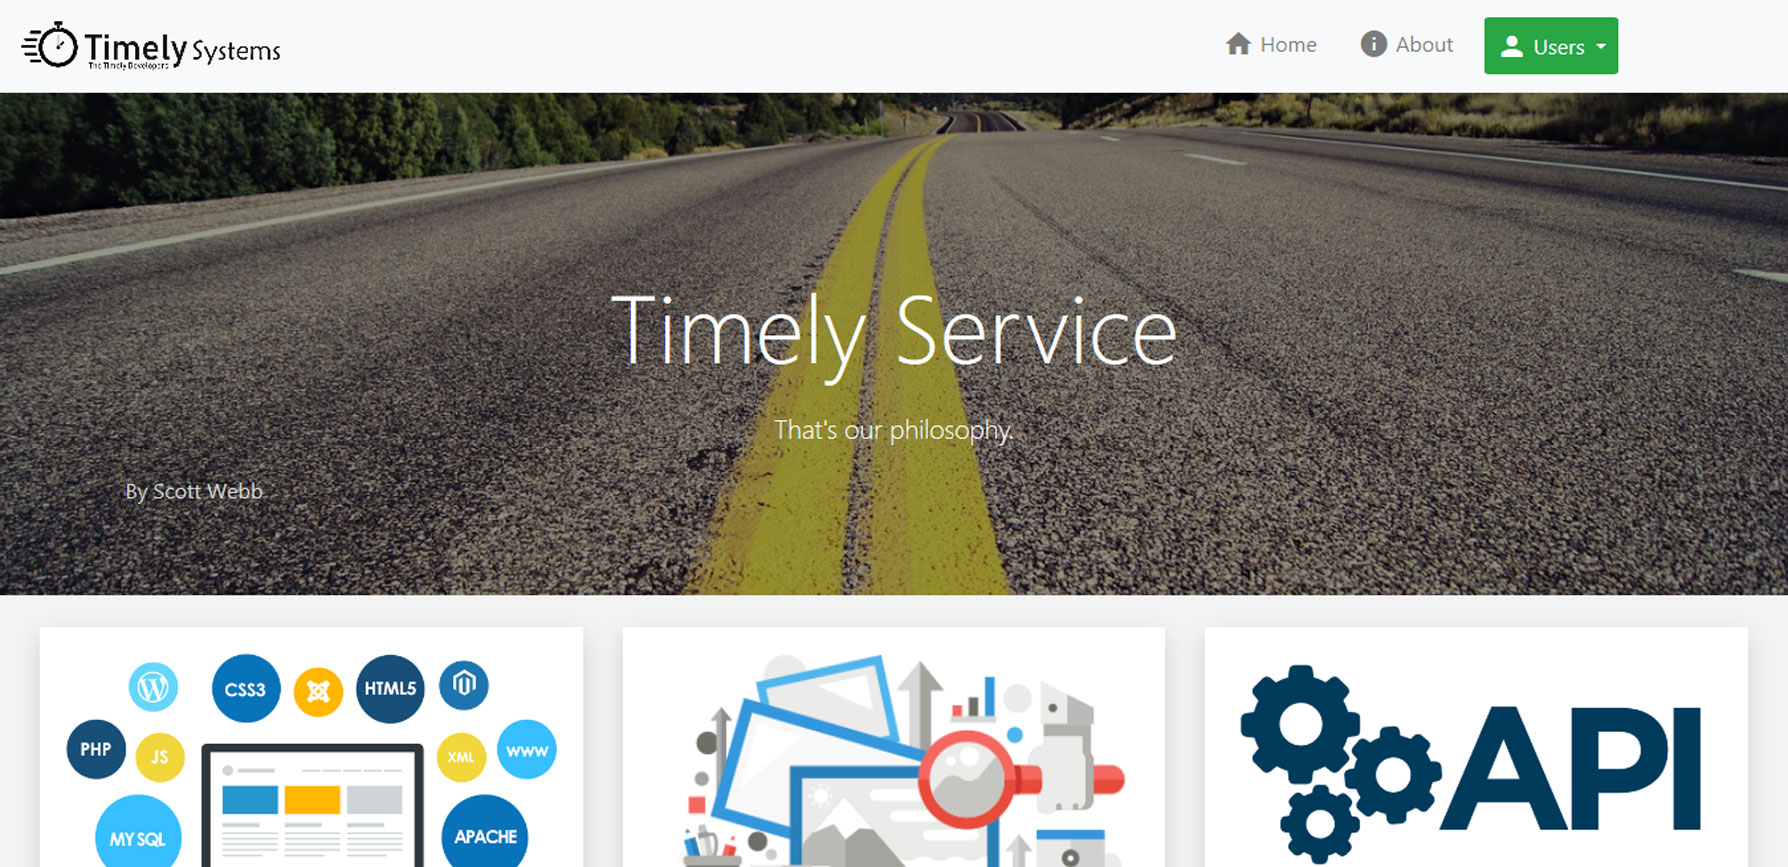 Timely Systems
The Timely Developers
Home
About
Users
Timely Service
That's our philosophy.
By Scott Webb
CSS3
HTML5
PHP
JS
XML
WWW
MY SQL
APACHE
API